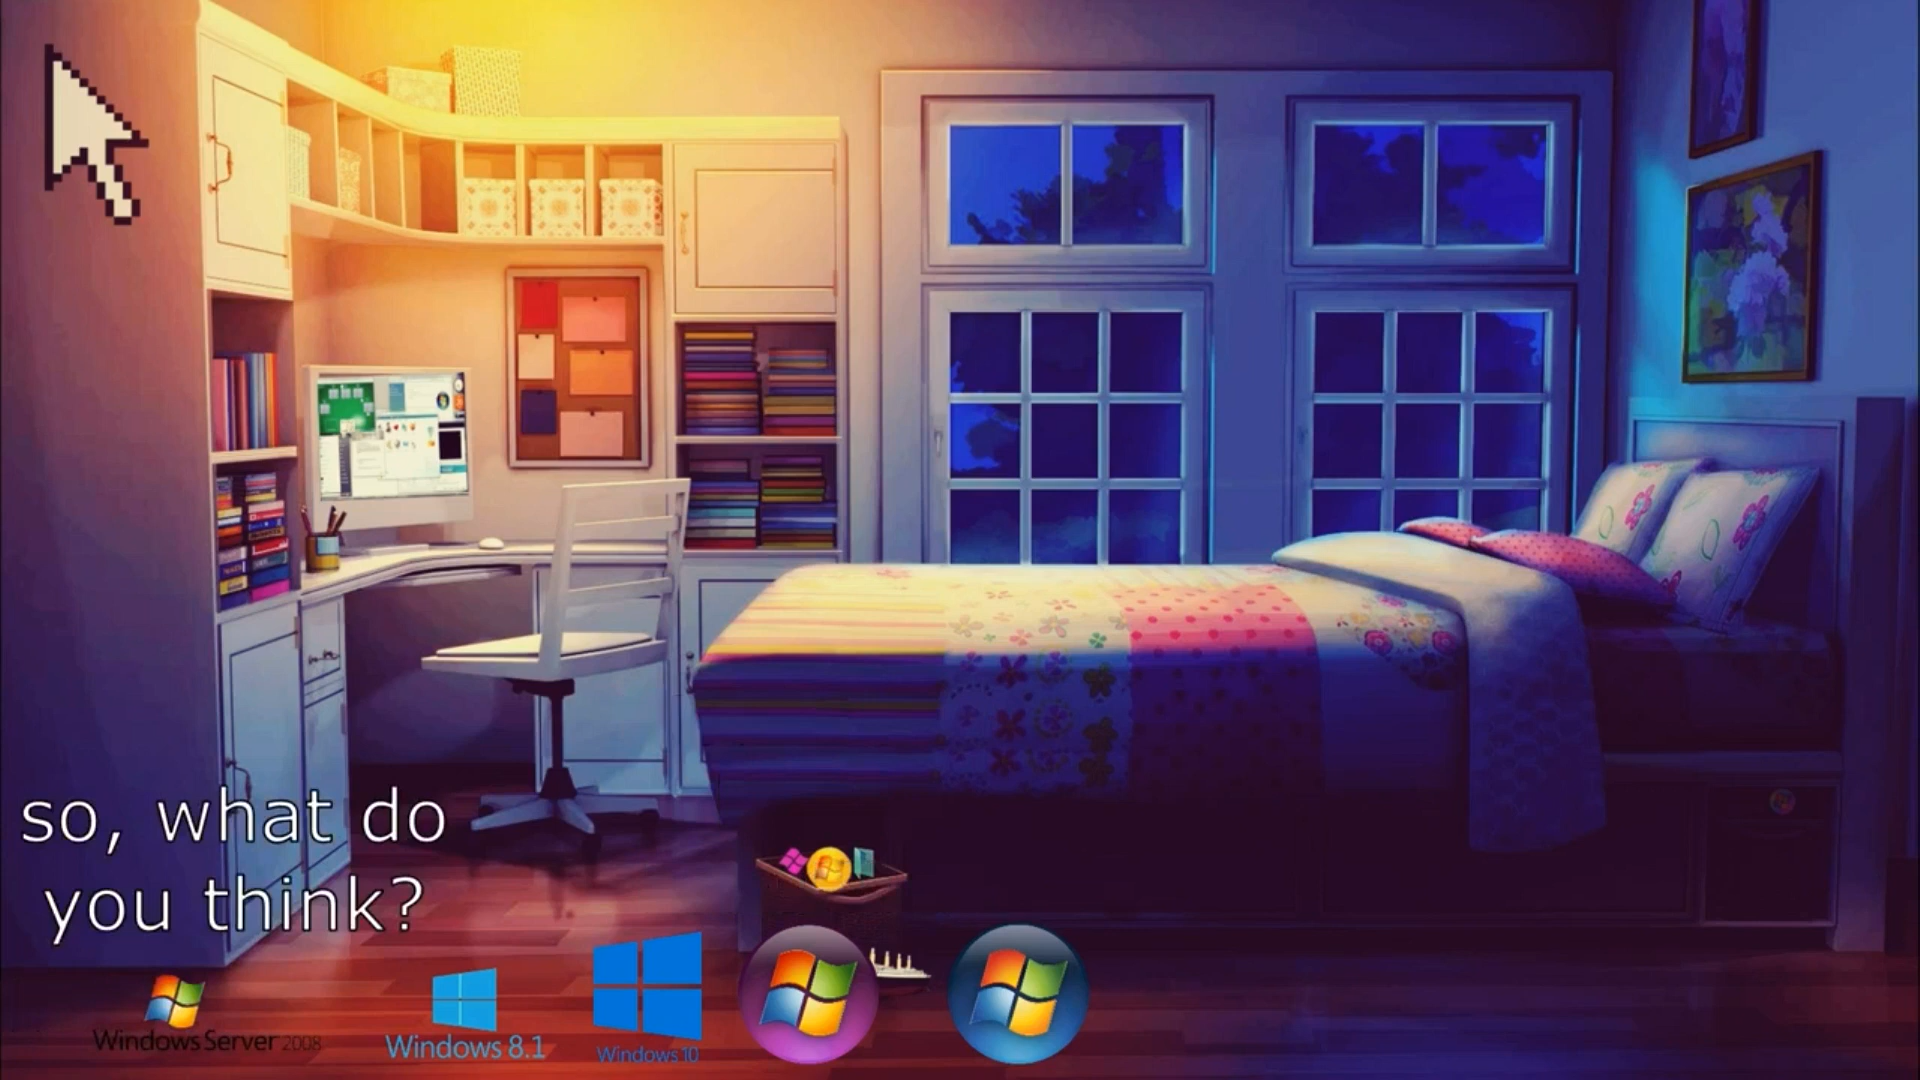 so, what do
you think?
Windows Server 2008
Windows 8.1
Windows 10